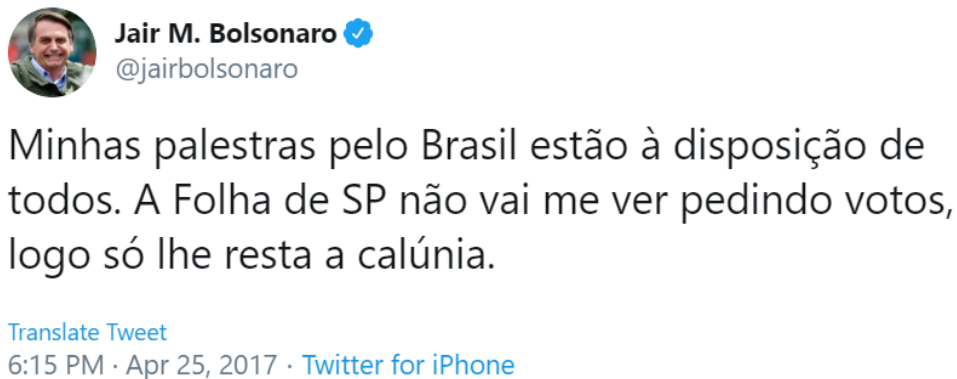 Jair M. Bolsonaro
@jairbolsonaro
Minhas palestras pelo Brasil estão à disposição de
todos. A Folha de SP não vai me ver pedindo votos,
logo só lhe resta a calúnia.
Translate Tweet
6:15 PM · Apr 25, 2017 · Twitter for iPhone